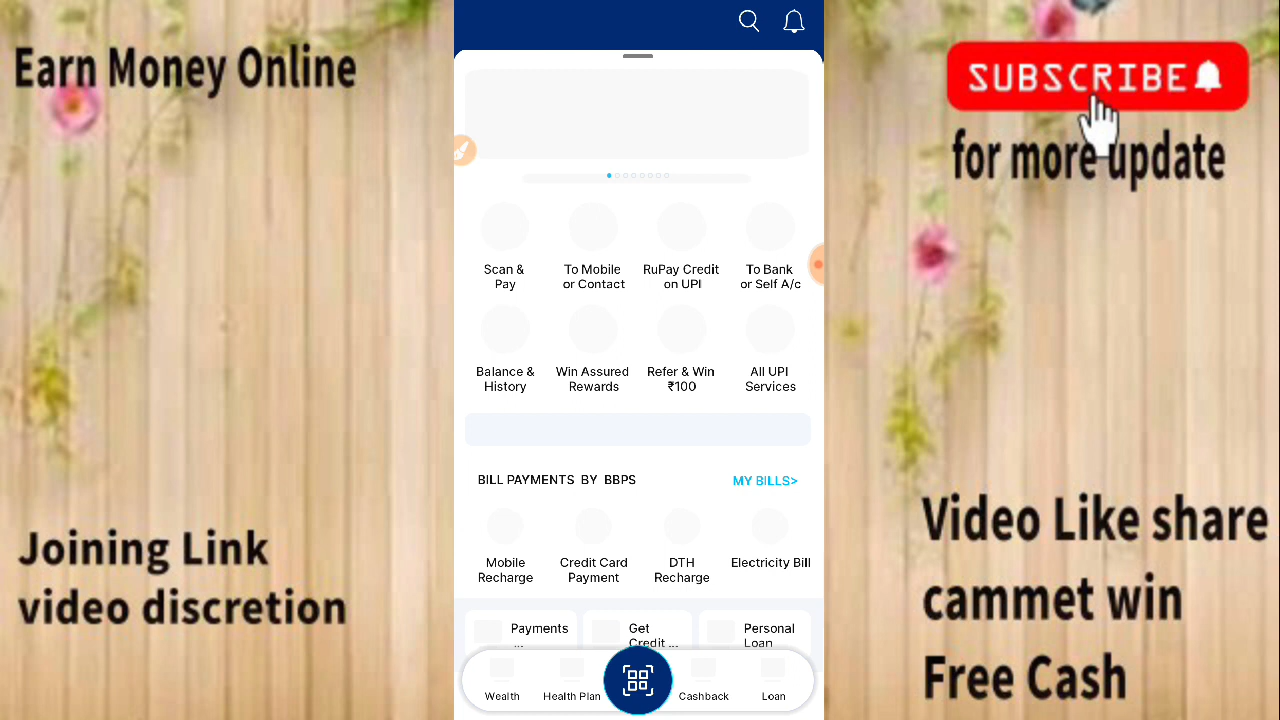 Earn Money Online
Joining Link
video discretion
Scan &
Pay
To Mobile
or Contact
RuPay Credit
on UPI
To Bank
or Self A/c
Balance &
History
Win Assured
Rewards
Refer & Win
₹100
All UPI
Services
BILL PAYMENTS BY BBPS
MY BILLS>
Mobile
Recharge
Credit Card
Payment
DTH
Recharge
Electricity Bill
Payments
...
Get
Credit ...
Personal
Loan
Wealth
Health Plan
Cashback
Loan
SUBSCRIBE
for more update
Video Like share
cammet win
Free Cash